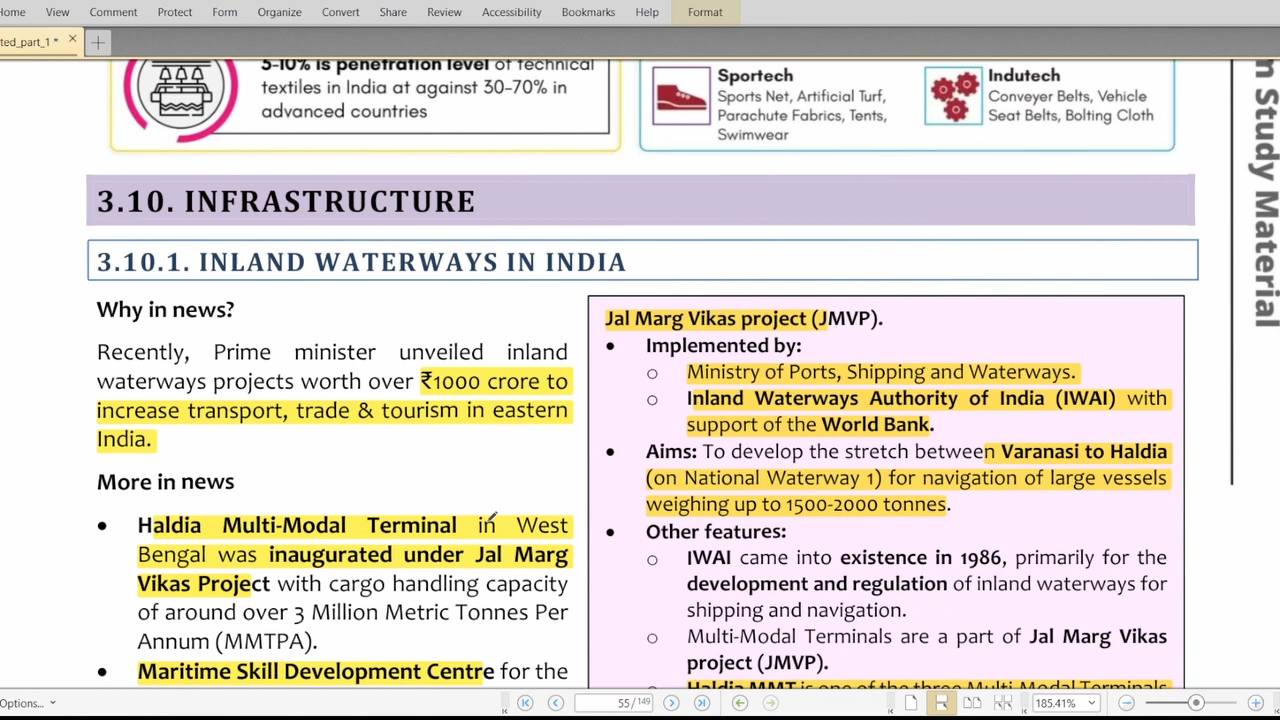 Home View Comment Protect Form Organize Convert Share Review Accessibility Bookmarks Help Format
ted_part_1 *
5-10% is penetration level of technical
textiles in India at against 30-70% in
advanced countries
Sportech
Sports Net, Artificial Turf,
Parachute Fabrics, Tents,
Swimwear
Indutech
Conveyer Belts, Vehicle
Seat Belts, Bolting Cloth
Study Material
3.10. INFRASTRUCTURE
3.10.1. INLAND WATERWAYS IN INDIA
Why in news?
Recently, Prime minister unveiled inland
waterways projects worth over ₹1000 crore to
increase transport, trade & tourism in eastern
India.
More in news
• Haldia Multi-Modal Terminal in West
Bengal was inaugurated under Jal Marg
Vikas Project with cargo handling capacity
of around over 3 Million Metric Tonnes Per
Annum (MMTPA).
• Maritime Skill Development Centre for the
Jal Marg Vikas project (JMVP).
• Implemented by:
o Ministry of Ports, Shipping and Waterways.
o Inland Waterways Authority of India (IWAI) with
support of the World Bank.
• Aims: To develop the stretch between Varanasi to Haldia
(on National Waterway 1) for navigation of large vessels
weighing up to 1500-2000 tonnes.
• Other features:
o IWAI came into existence in 1986, primarily for the
development and regulation of inland waterways for
shipping and navigation.
o Multi-Modal Terminals are a part of Jal Marg Vikas
project (JMVP).
o Haldia MMT is one of the three Multi-Modal Terminals
Options...
55 / 149
185.41%